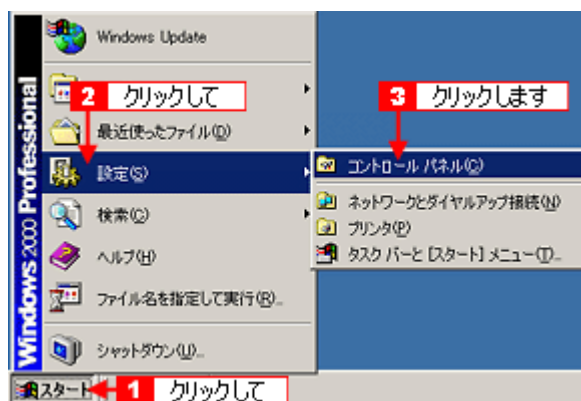 Windows Update
2 クリックして
3 クリックします
最近使ったファイル(D)
設定(S)
コントロール パネル(C)
検索(C)
ネットワークとダイヤルアップ接続(N)
プリンタ(P)
ヘルプ(H)
タスク バーと [スタート] メニュー(T)...
ファイル名を指定して実行(R)...
シャットダウン(U)...
Windows 2000 Professional
スタート
1 クリックして